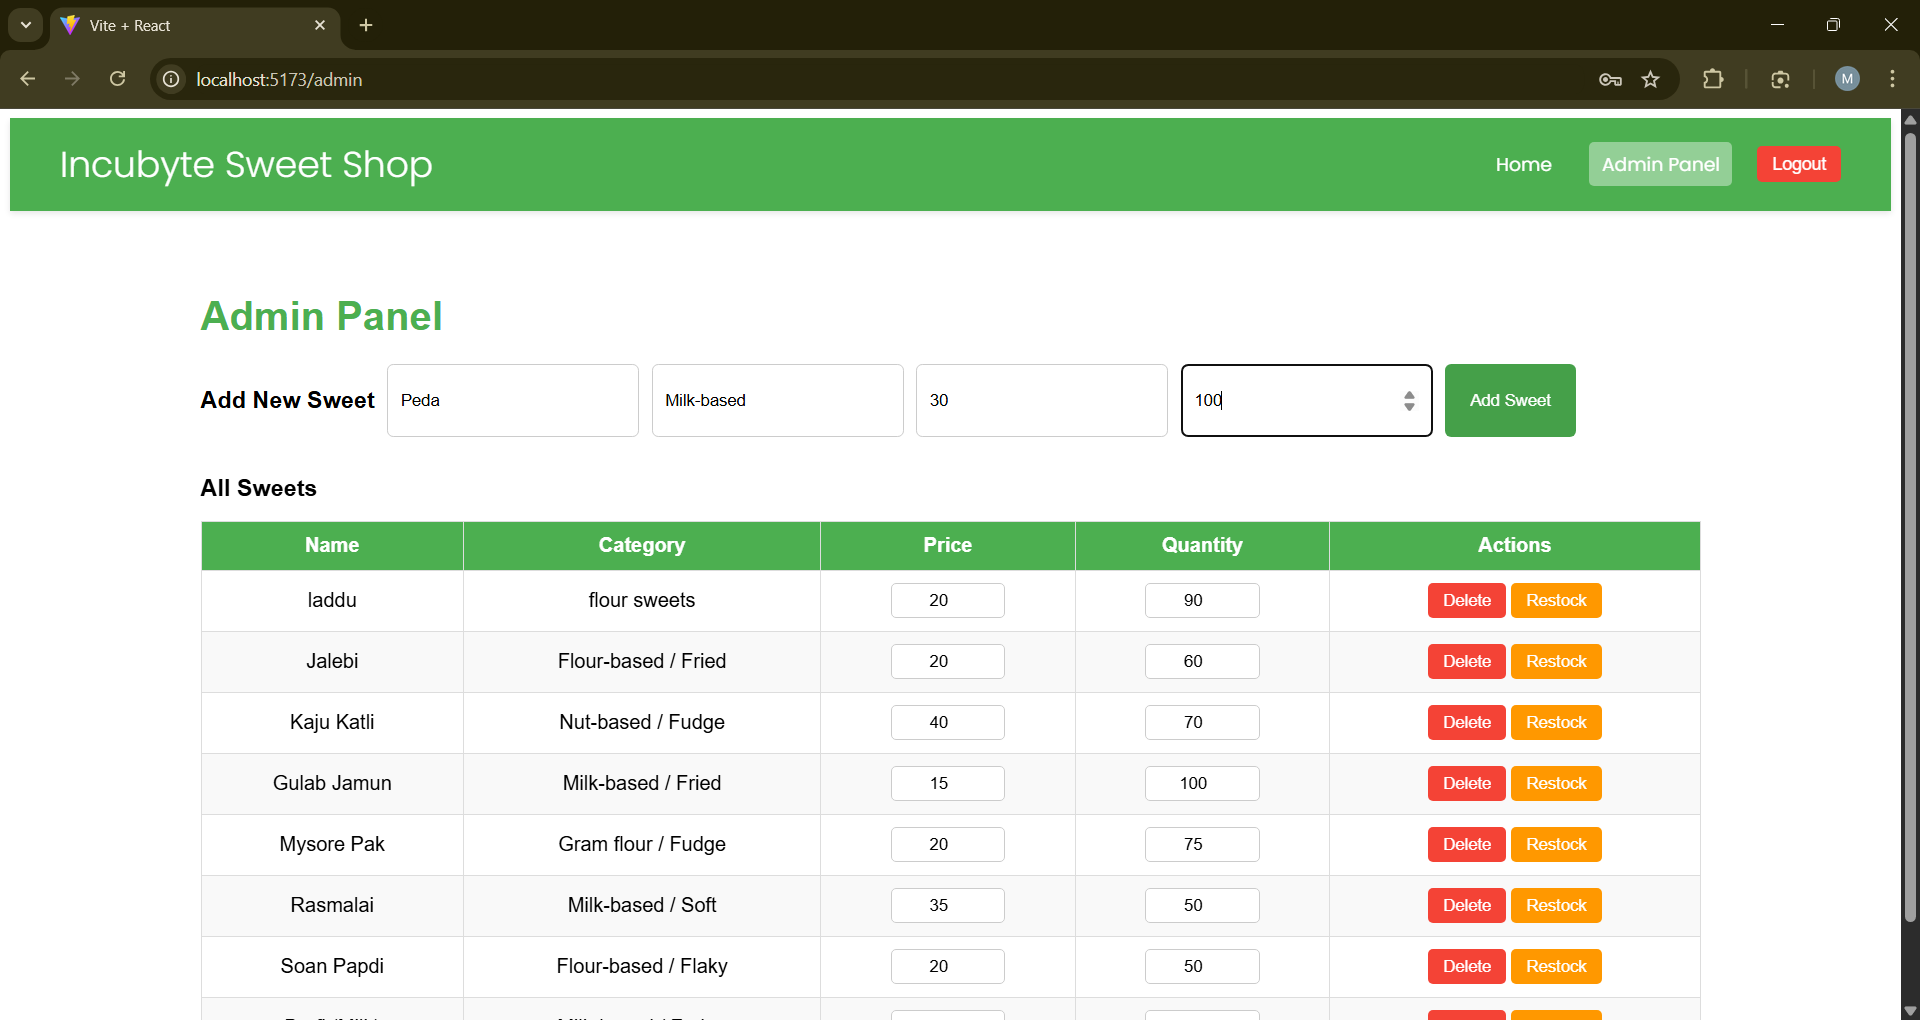 Vite + React
localhost:5173/admin
M
Incubyte Sweet Shop
Home
Admin Panel
Logout
Admin Panel
Add New Sweet
Peda
Milk-based
30
100
Add Sweet
All Sweets
Name Category Price Quantity Actions
laddu flour sweets 20 90 Delete Restock
Jalebi Flour-based / Fried 20 60 Delete Restock
Kaju Katli Nut-based / Fudge 40 70 Delete Restock
Gulab Jamun Milk-based / Fried 15 100 Delete Restock
Mysore Pak Gram flour / Fudge 20 75 Delete Restock
Rasmalai Milk-based / Soft 35 50 Delete Restock
Soan Papdi Flour-based / Flaky 20 50 Delete Restock